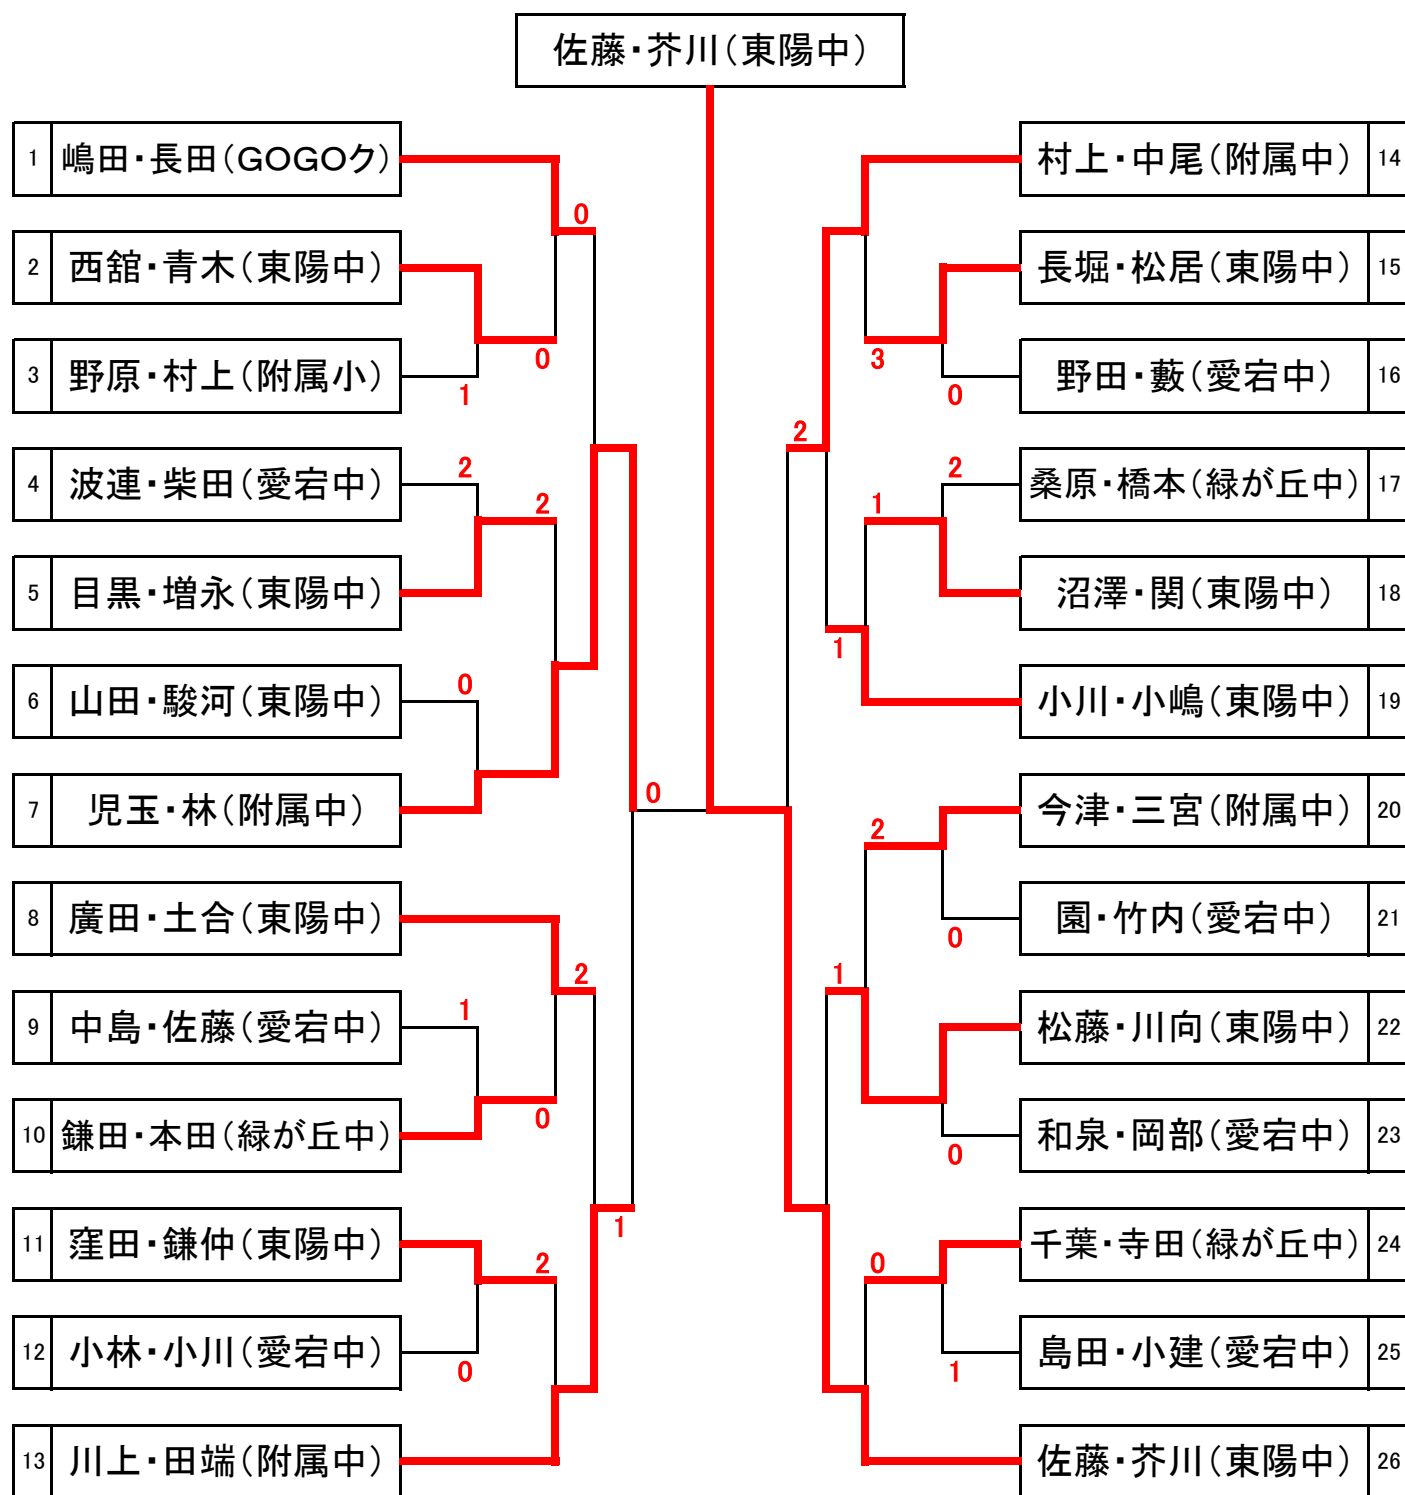 佐藤・芥川(東陽中)
1 嶋田・長田(GOGOク)
2 西舘・青木(東陽中)
3 野原・村上(附属小)
4 波連・柴田(愛宕中)
5 目黒・増永(東陽中)
6 山田・駿河(東陽中)
7 児玉・林(附属中)
8 廣田・土合(東陽中)
9 中島・佐藤(愛宕中)
10 鎌田・本田(緑が丘中)
11 窪田・鎌仲(東陽中)
12 小林・小川(愛宕中)
13 川上・田端(附属中)
0
0
1
2
2
0
2
1
0
2
0
1
0
2
3
0
2
1
1
2
0
1
0
0
1
村上・中尾(附属中) 14
長堀・松居(東陽中) 15
野田・藪(愛宕中) 16
桑原・橋本(緑が丘中) 17
沼澤・関(東陽中) 18
小川・小嶋(東陽中) 19
今津・三宮(附属中) 20
園・竹内(愛宕中) 21
松藤・川向(東陽中) 22
和泉・岡部(愛宕中) 23
千葉・寺田(緑が丘中) 24
島田・小建(愛宕中) 25
佐藤・芥川(東陽中) 26